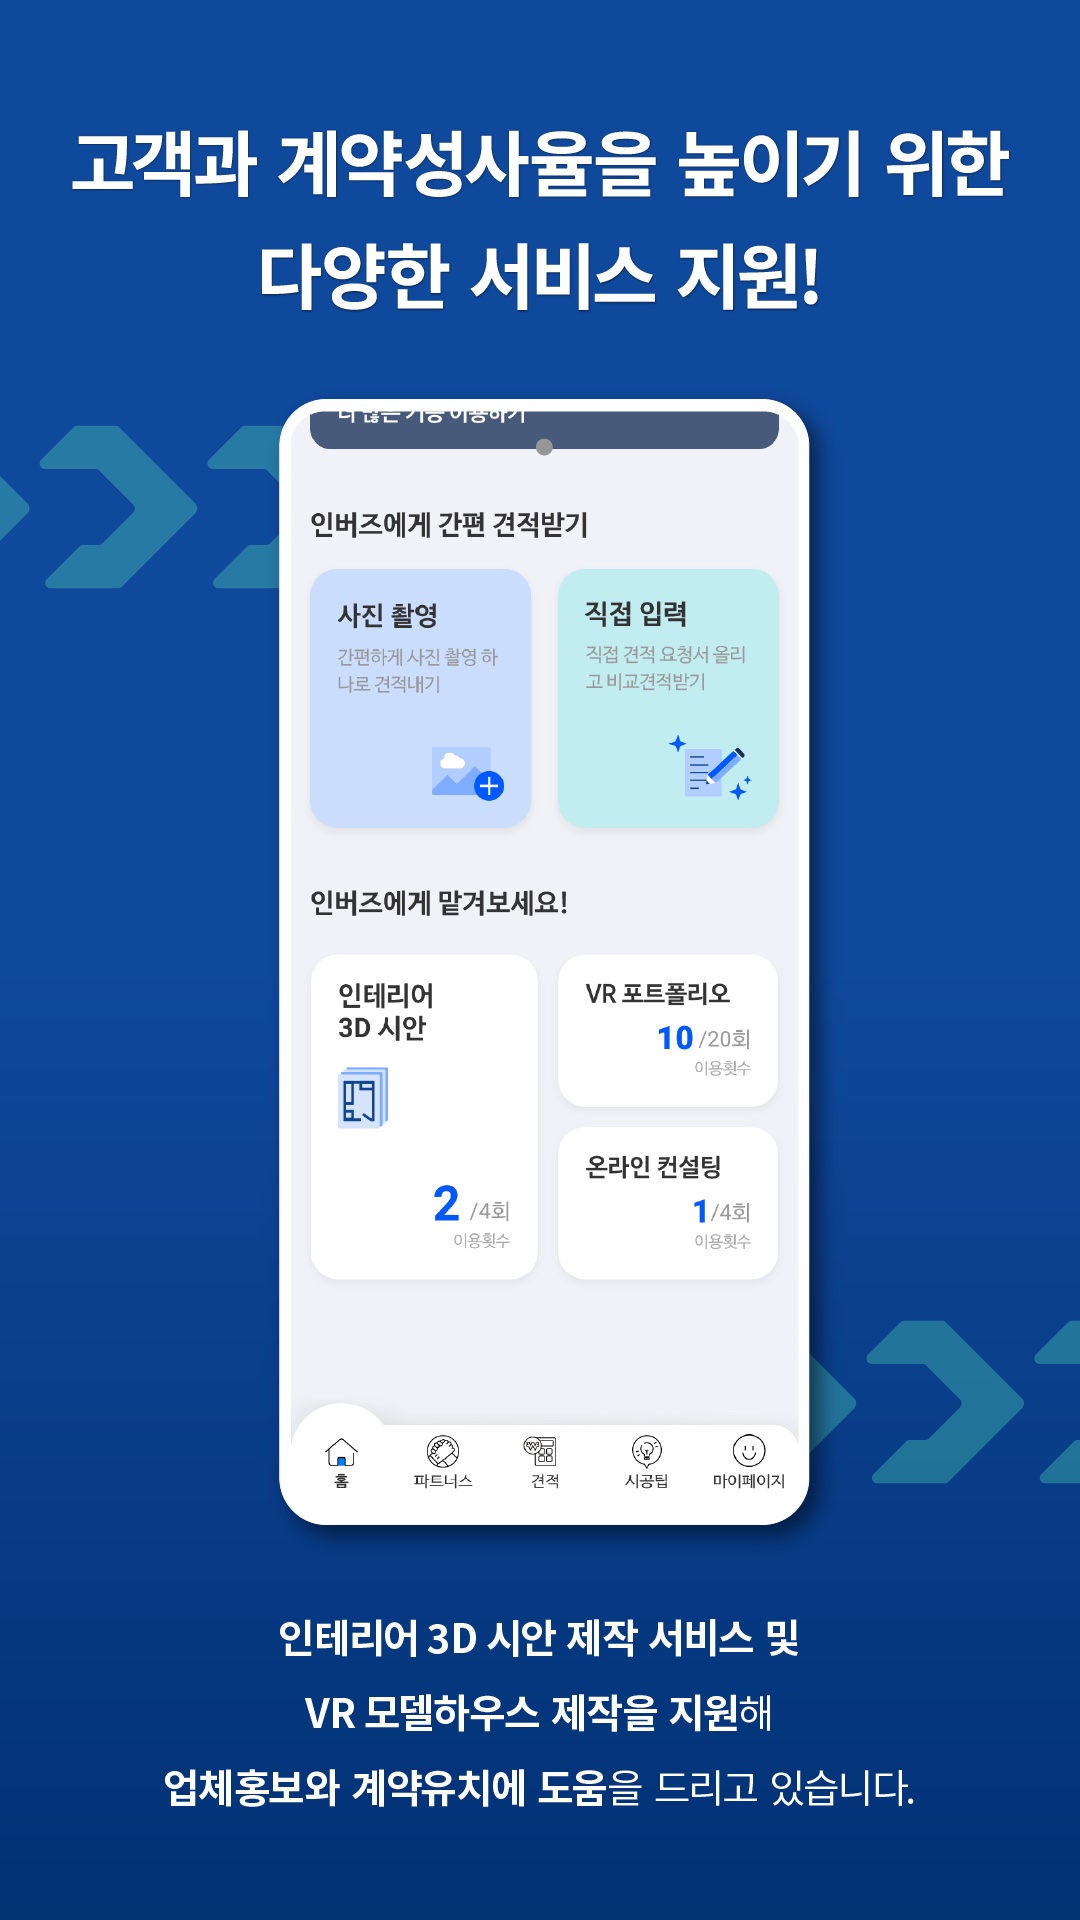 고객과 계약성사율을 높이기 위한
다양한 서비스 지원!
더 많은 기능 이용하기
인버즈에게 간편 견적받기
사진 촬영
간편하게 사진 촬영 하
나로 견적내기
직접 입력
직접 견적 요청서 올리
고 비교견적받기
인버즈에게 맡겨보세요!
인테리어
3D 시안
2 /4회
이용횟수
VR 포트폴리오
10 /20회
이용횟수
온라인 컨설팅
1/4회
이용횟수
홈
파트너스
견적
시공팁
마이페이지
인테리어 3D 시안 제작 서비스 및
VR 모델하우스 제작을 지원해
업체홍보와 계약유치에 도움을 드리고 있습니다.